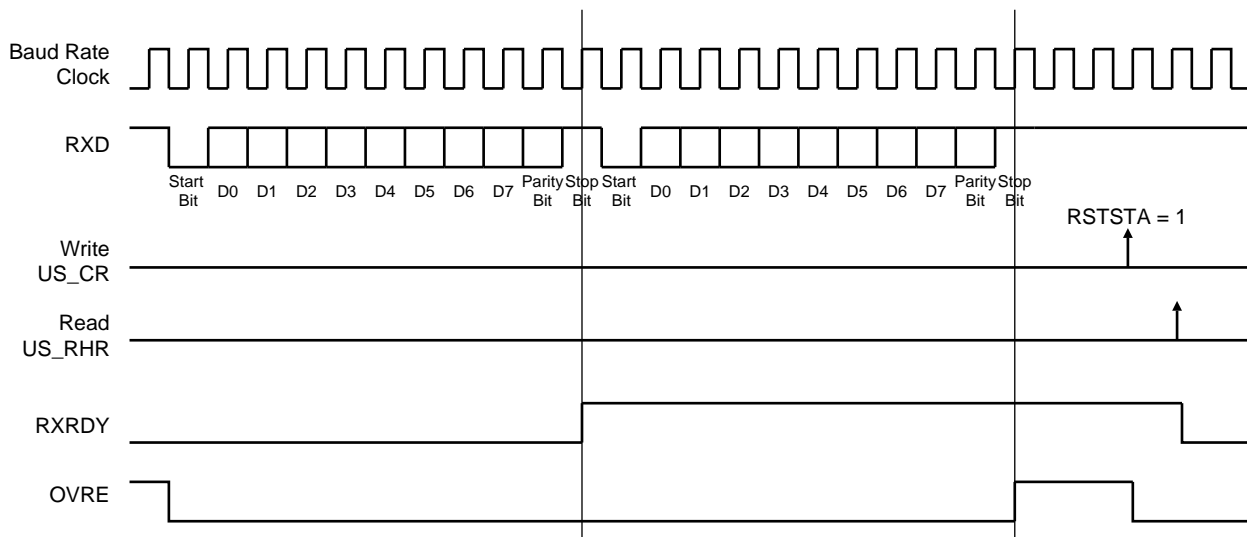 Baud Rate
Clock
RXD
Start
Bit
D0
D1
D2
D3
D4
D5
D6
D7
Parity
Bit
Stop
Bit
Start
Bit
D0
D1
D2
D3
D4
D5
D6
D7
Parity
Bit
Stop
Bit
RSTSTA = 1
Write
US_CR
Read
US_RHR
RXRDY
OVRE